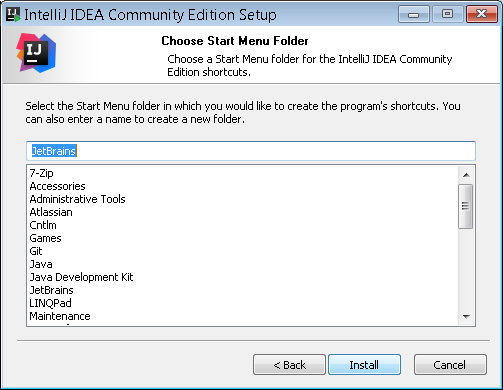 IntelliJ IDEA Community Edition Setup
IJ
Choose Start Menu Folder
Choose a Start Menu folder for the IntelliJ IDEA Community
Edition shortcuts.
Select the Start Menu folder in which you would like to create the program's shortcuts. You
can also enter a name to create a new folder.
JetBrains
7-Zip
Accessories
Administrative Tools
Atlassian
Cntlm
Games
Git
Java
Java Development Kit
JetBrains
LINQPad
Maintenance
< Back
Install
Cancel